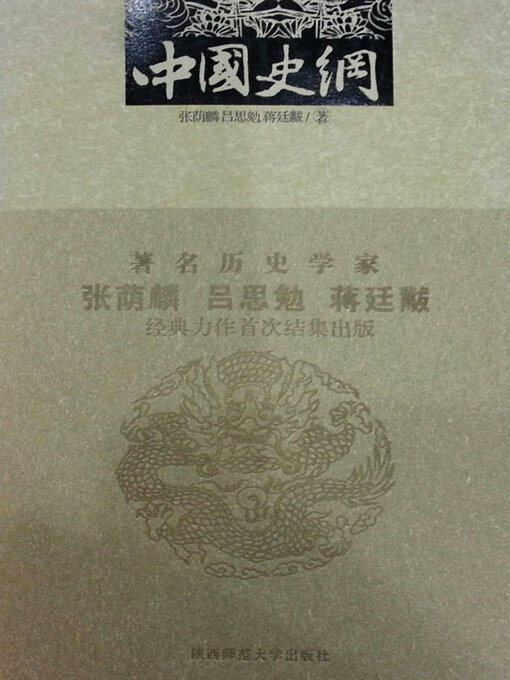 中國史綱
张荫麟 吕思勉 蒋廷黻/著
著名历史学家
张荫麟 吕思勉 蒋廷黻
经典力作首次结集出版
陕西师范大学出版社